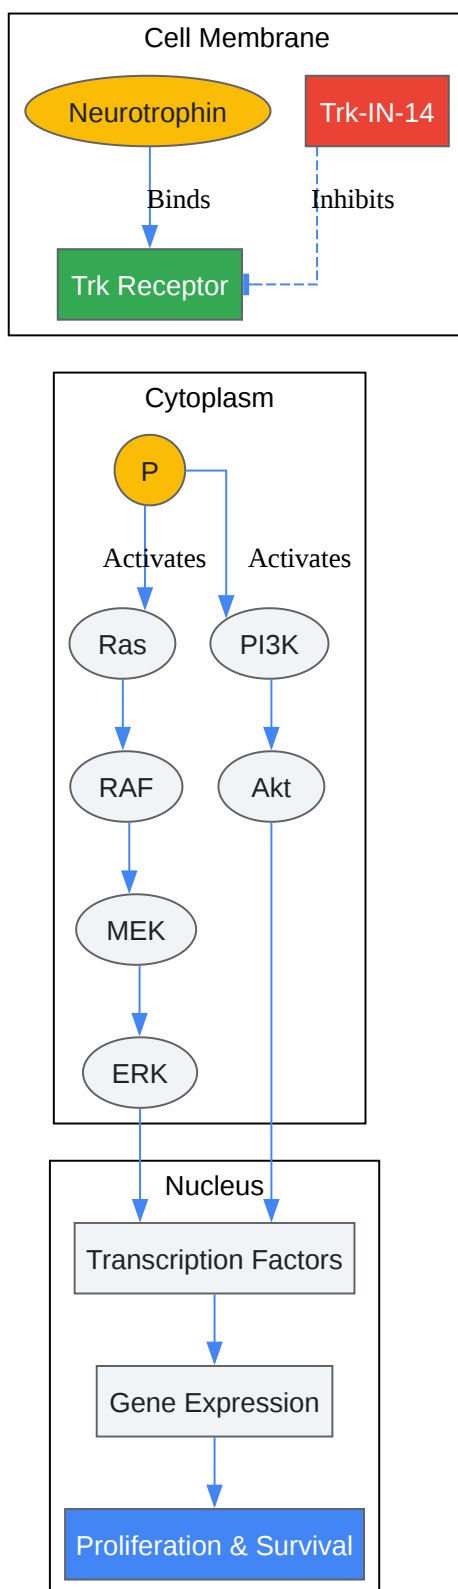 Cell Membrane
Neurotrophin
Trk-IN-14
Binds
Inhibits
Trk Receptor
Cytoplasm
P
Activates
Activates
Ras
PI3K
RAF
Akt
MEK
ERK
Nucleus
Transcription Factors
Gene Expression
Proliferation & Survival